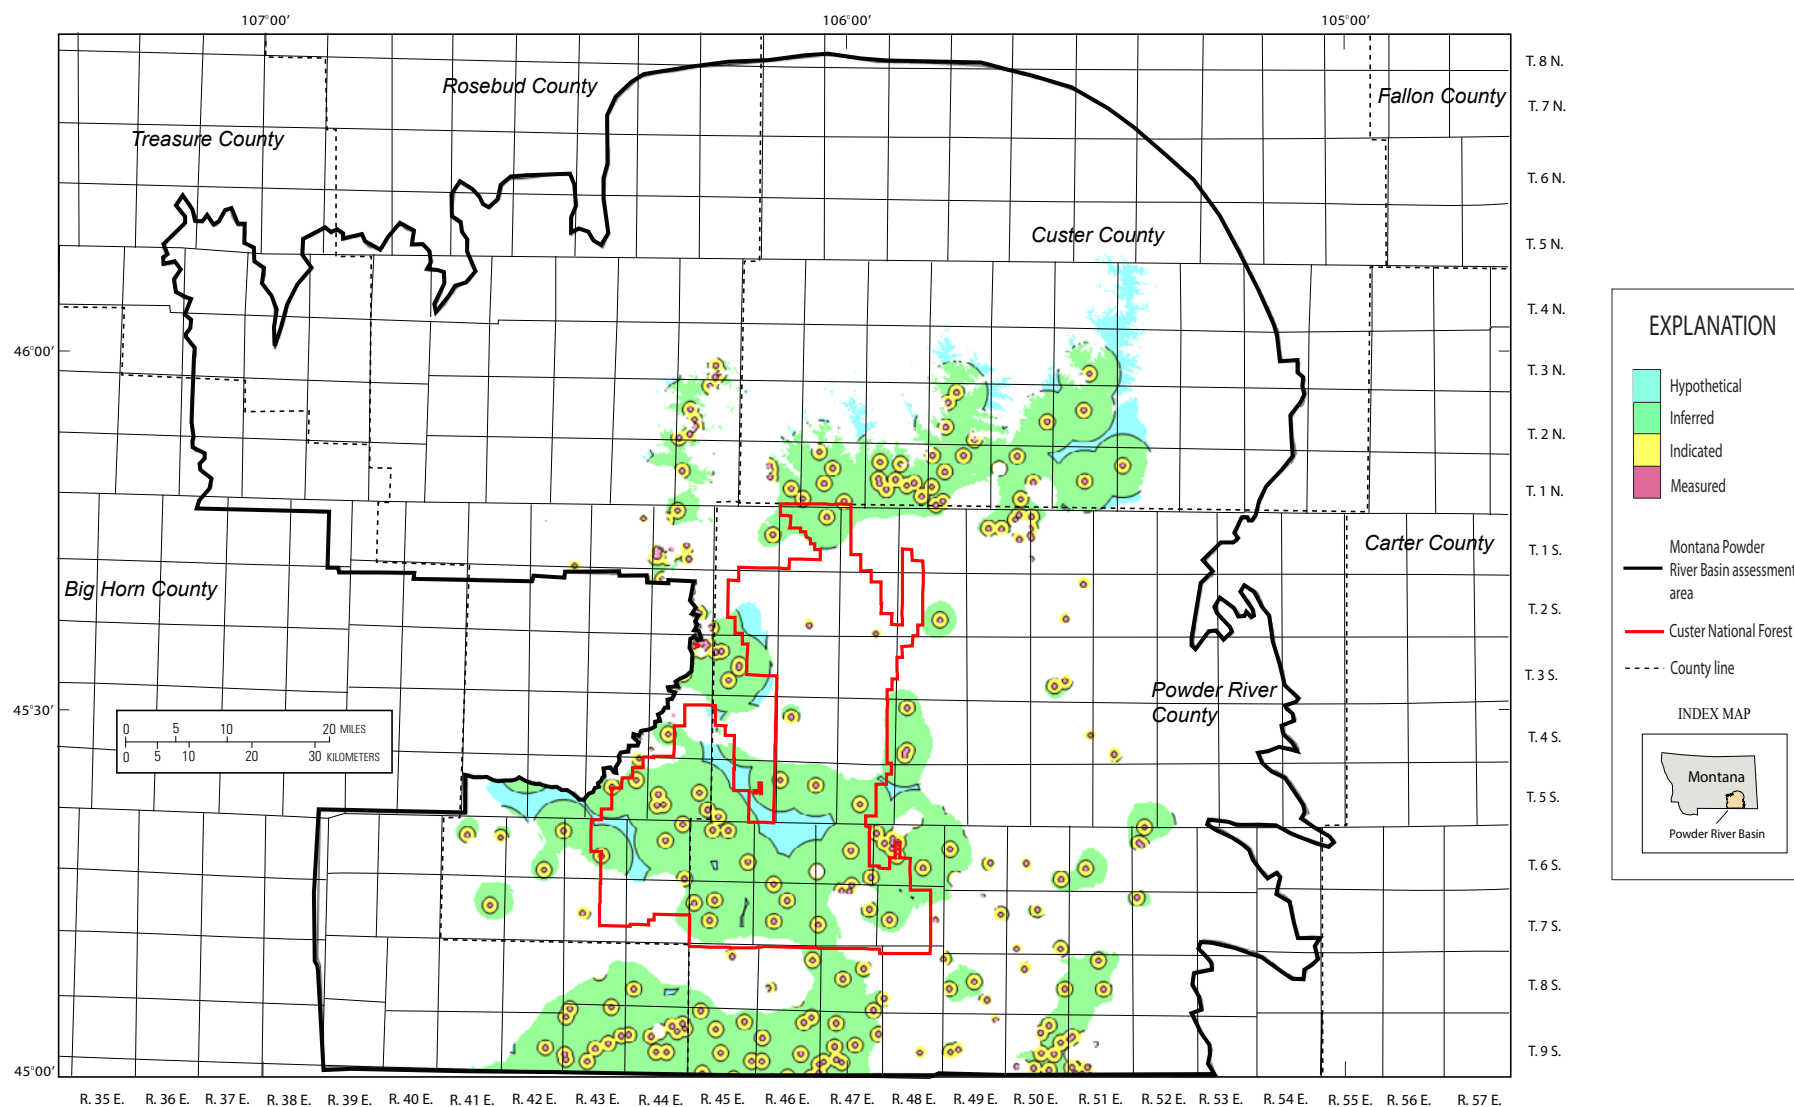 107°00′ 106°00′ 105°00′
T. 8 N.
Rosebud County
Fallon County
T. 7 N.
Treasure County
T. 6 N.
Custer County
T. 5 N.
T. 4 N.
EXPLANATION
46°00′
T. 3 N.
Hypothetical
Inferred
T. 2 N.
Indicated
Measured
T. 1 N.
Carter County
T. 1 S.
Montana Powder
River Basin assessment
area
Big Horn County
T. 2 S.
Custer National Forest
County line
T. 3 S.
Powder River
County
45°30′
INDEX MAP
0 5 10 20 MILES
0 5 10 20 30 KILOMETERS
T. 4 S.
Montana
Powder River Basin
T. 5 S.
T. 6 S.
T. 7 S.
T. 8 S.
T. 9 S.
45°00′
R. 35 E. R. 36 E. R. 37 E. R. 38 E. R. 39 E. R. 40 E. R. 41 E. R. 42 E. R. 43 E. R. 44 E. R. 45 E. R. 46 E. R. 47 E. R. 48 E. R. 49 E. R. 50 E. R. 51 E. R. 52 E. R. 53 E. R. 54 E. R. 55 E. R. 56 E. R. 57 E.